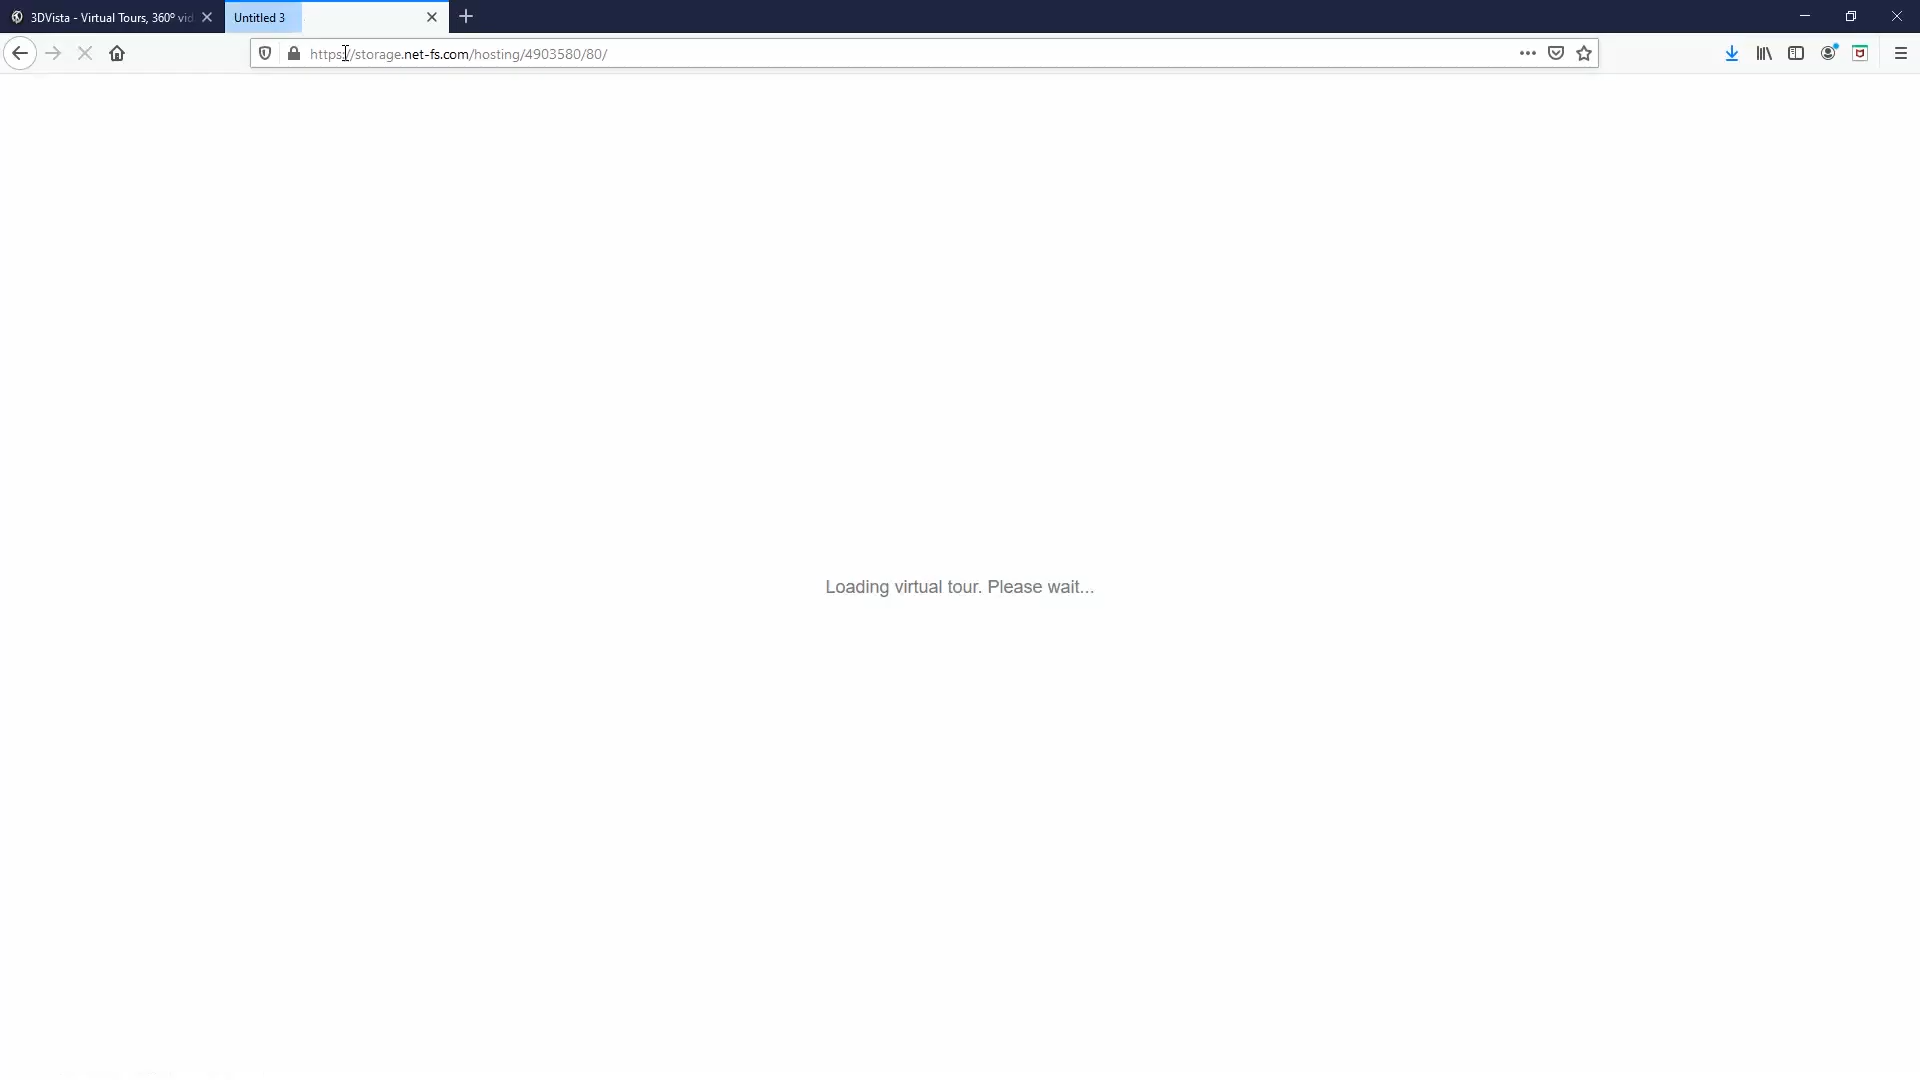 3DVista - Virtual Tours, 360º vid
Untitled 3
https://storage.net-fs.com/hosting/4903580/80/
Loading virtual tour. Please wait...